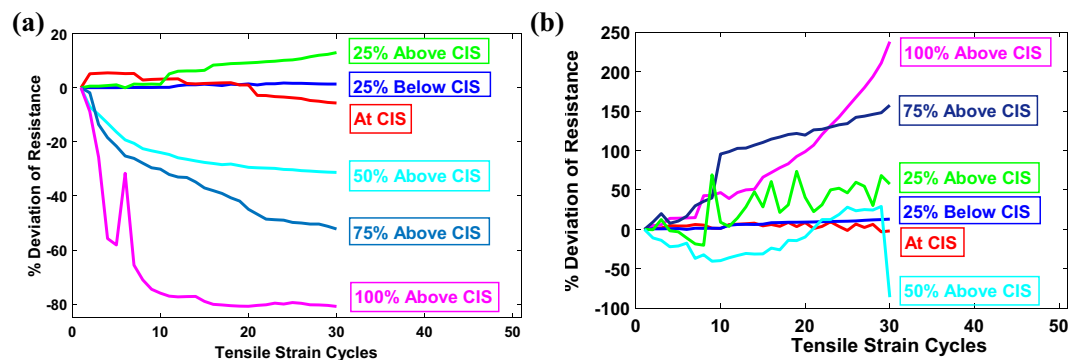 (a)
% Deviation of Resistance
20
0
-20
-40
-60
-80
0
10
20
30
40
50
Tensile Strain Cycles
25% Above CIS
25% Below CIS
At CIS
50% Above CIS
75% Above CIS
100% Above CIS
(b)
% Deviation of Resistance
250
200
150
100
50
0
-50
-100
10
20
30
40
50
Tensile Strain Cycles
100% Above CIS
75% Above CIS
25% Above CIS
25% Below CIS
At CIS
50% Above CIS